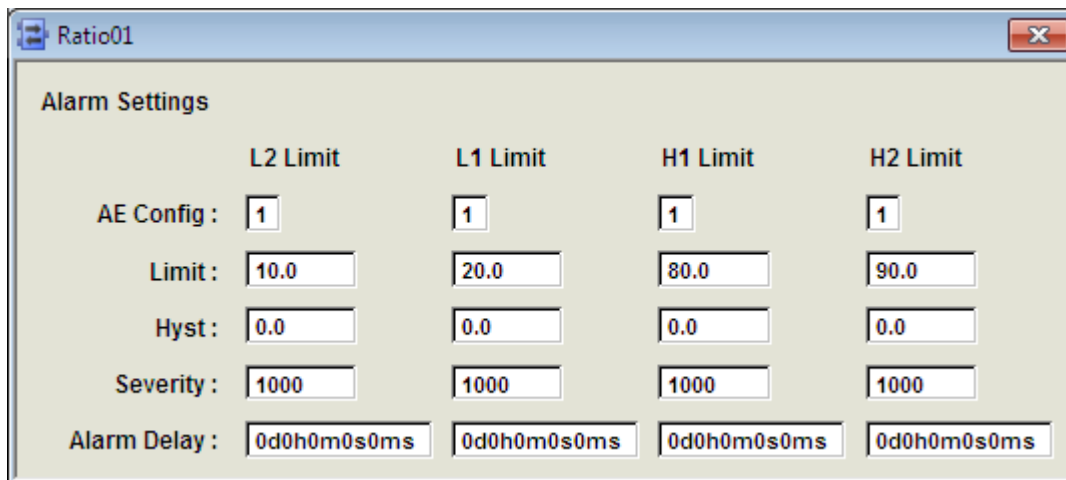 Ratio01
Alarm Settings
L2 Limit L1 Limit H1 Limit H2 Limit
AE Config : 1 1 1 1
Limit : 10.0 20.0 80.0 90.0
Hyst : 0.0 0.0 0.0 0.0
Severity : 1000 1000 1000 1000
Alarm Delay : 0d0h0m0s0ms 0d0h0m0s0ms 0d0h0m0s0ms 0d0h0m0s0ms